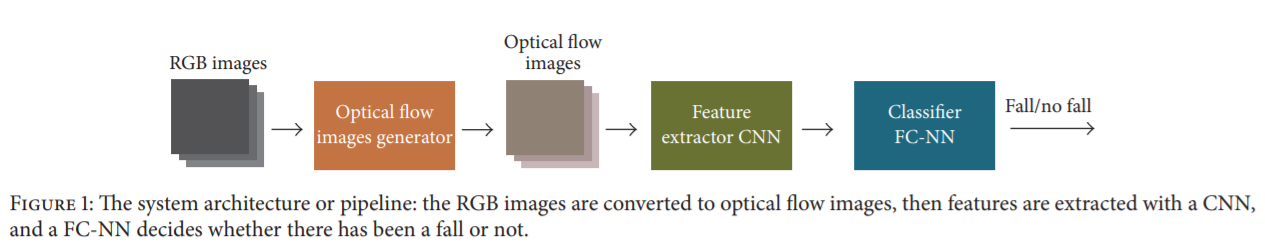 RGB images
Optical flow
images generator
Optical flow
images
Feature
extractor CNN
Classifier
FC-NN
Fall/no fall
FIGURE 1: The system architecture or pipeline: the RGB images are converted to optical flow images, then features are extracted with a CNN,
and a FC-NN decides whether there has been a fall or not.